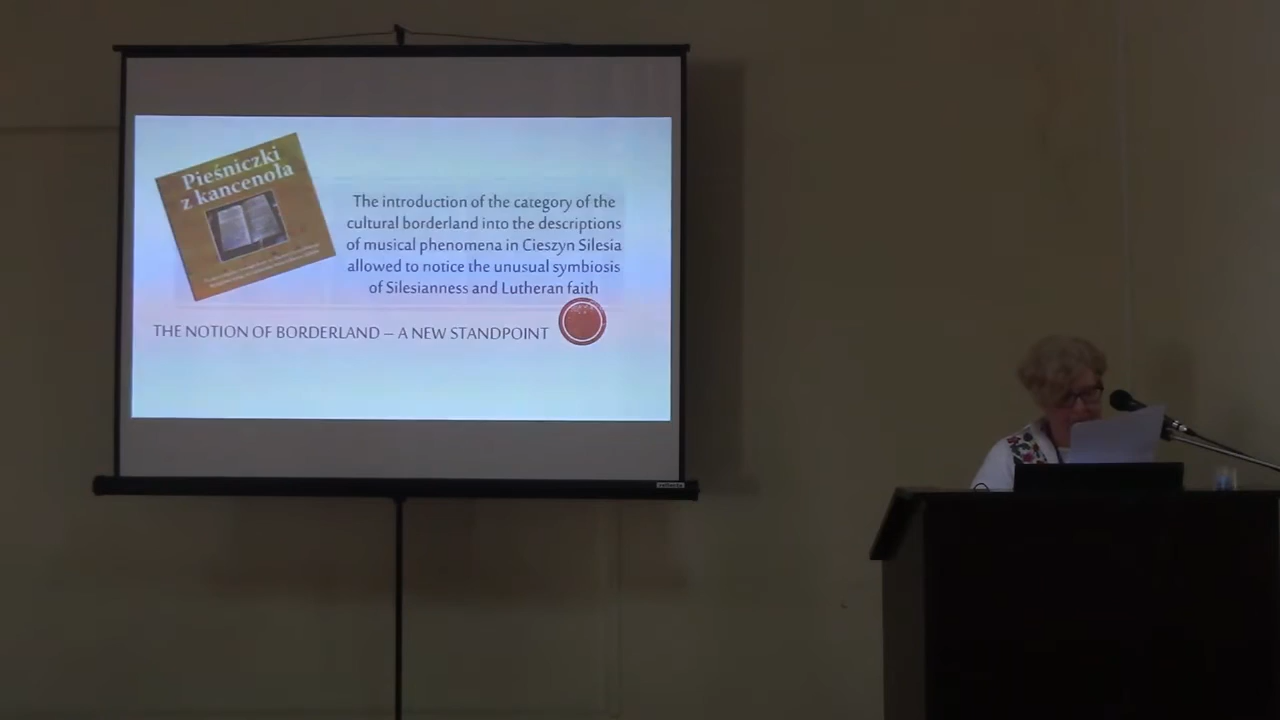 Pieśniczki
z kancenoła
The introduction of the category of the
cultural borderland into the descriptions
of musical phenomena in Cieszyn Silesia
allowed to notice the unusual symbiosis
of Silesianness and Lutheran faith
THE NOTION OF BORDERLAND – A NEW STANDPOINT